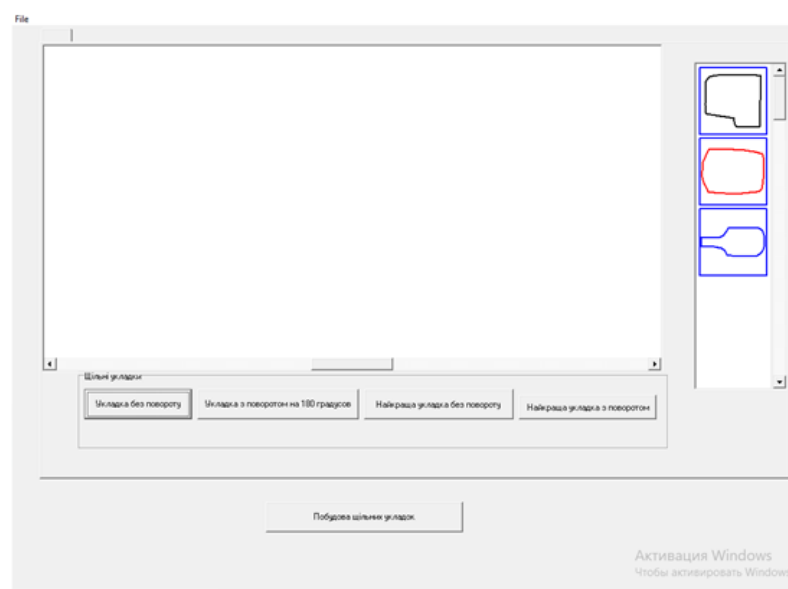 File
Щільні укладки
Укладка без повороту
Укладка з поворотом на 180 градусов
Найкраща укладка без повороту
Найкраща укладка з поворотом
Побудова щільних укладок
Активация Windows
Чтобы активировать Windows